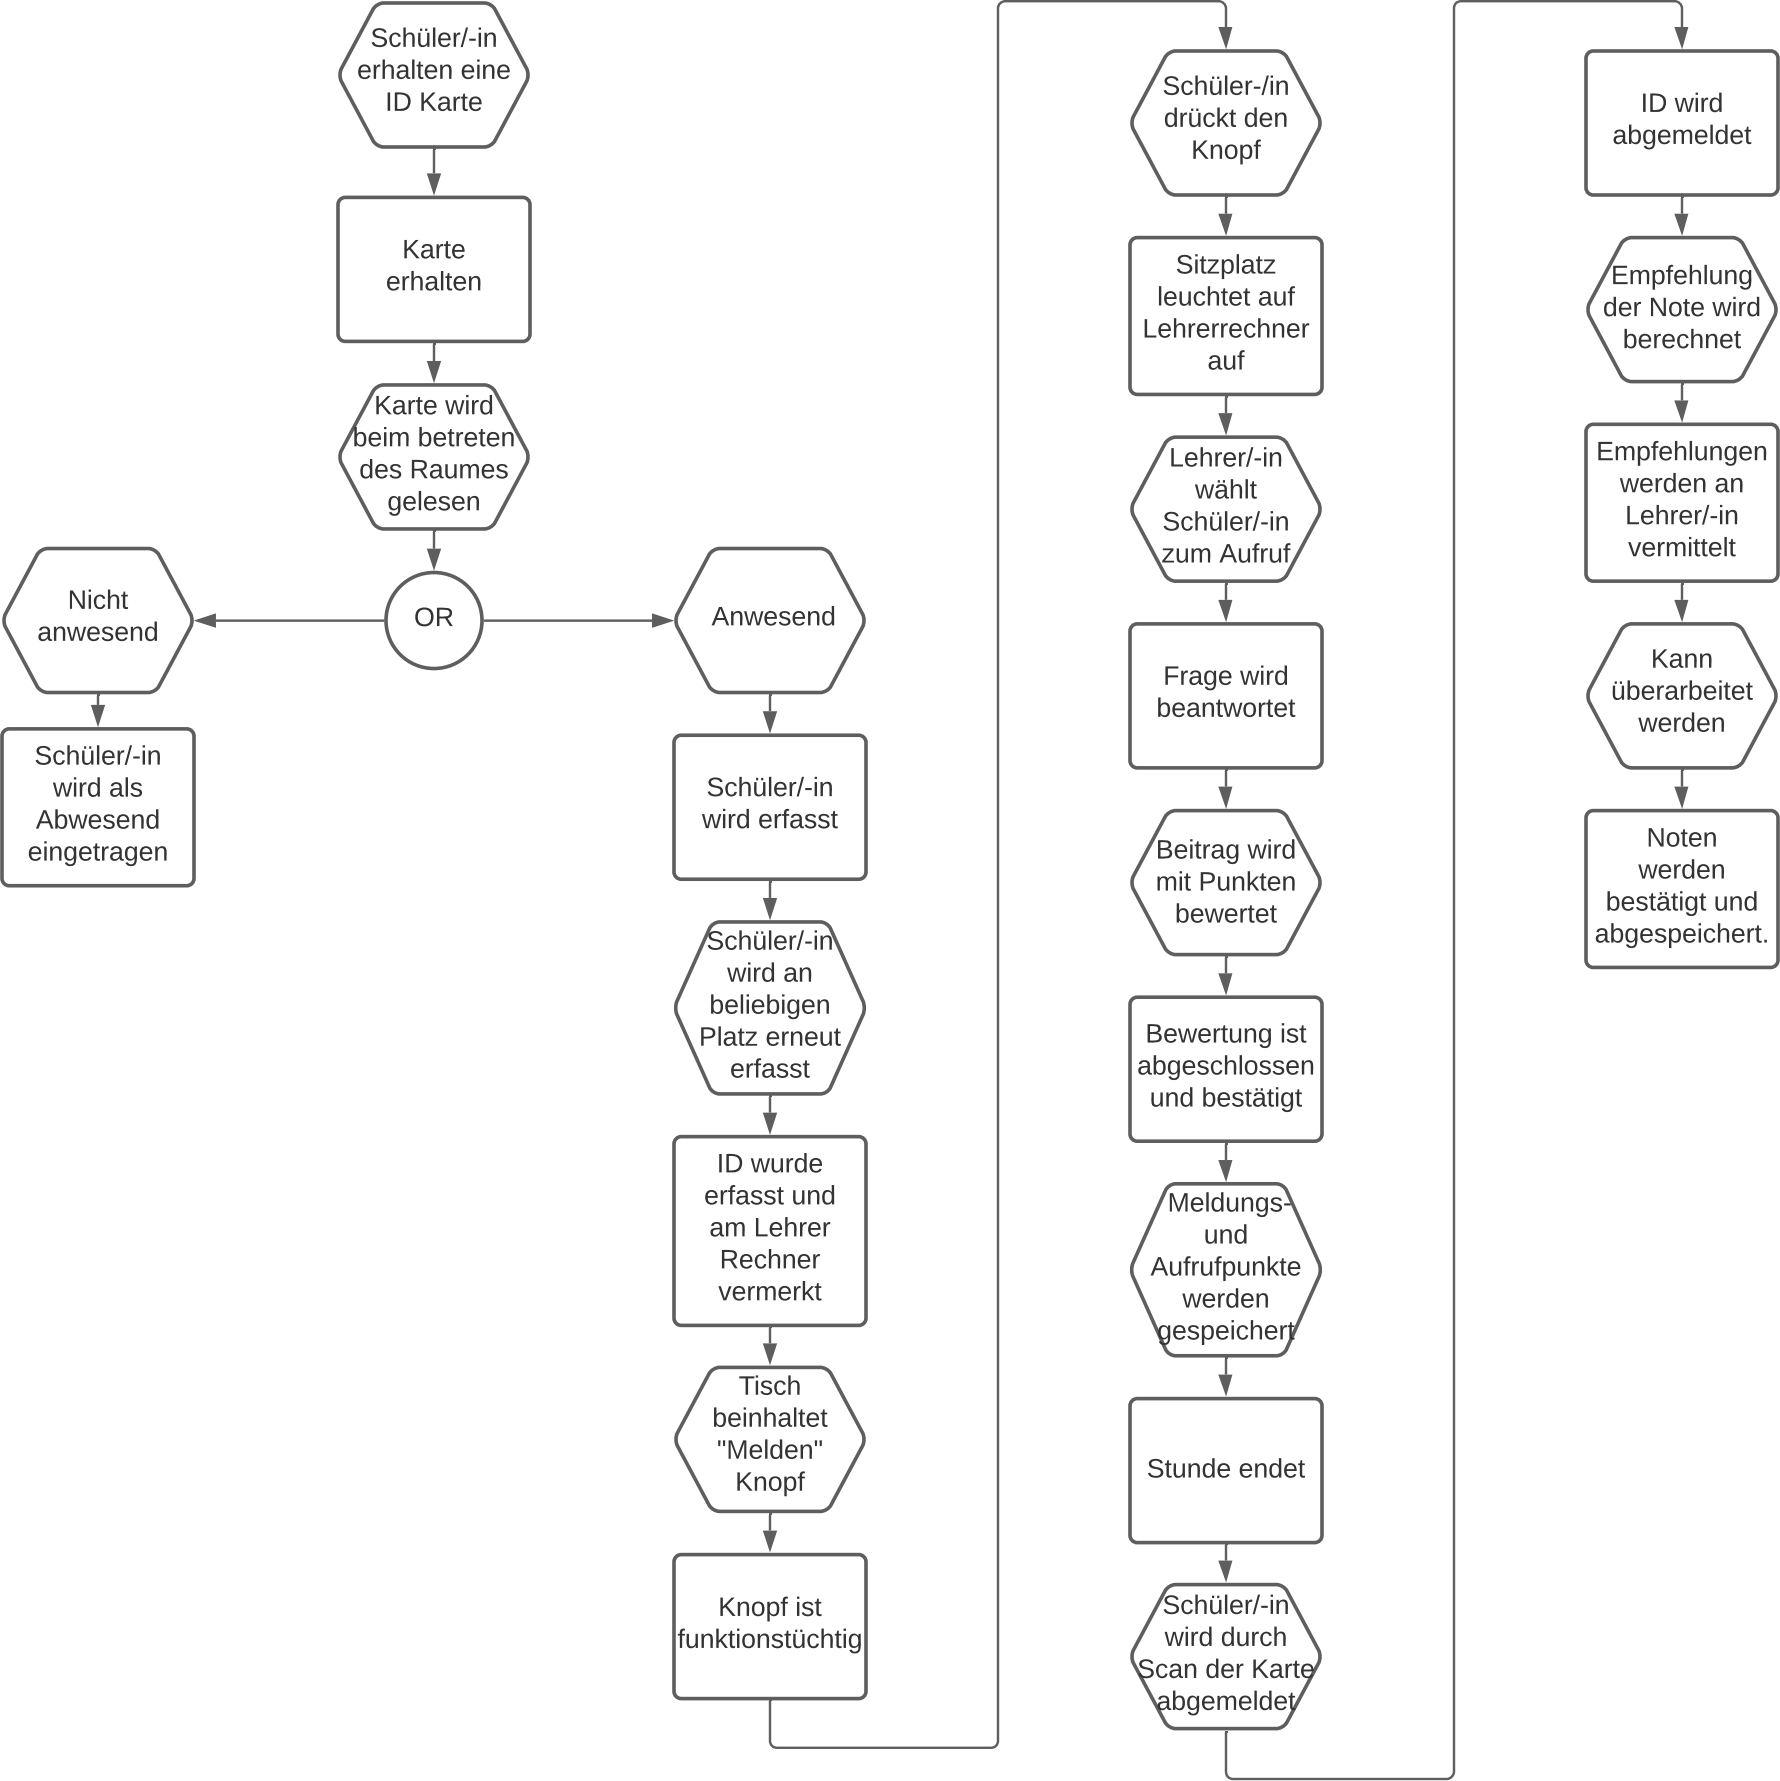 Schüler/-in
erhalten eine
ID Karte
Karte
erhalten
Karte wird
beim betreten
des Raumes
gelesen
OR
Nicht
anwesend
Schüler/-in
wird als
Abwesend
eingetragen
Anwesend
Schüler/-in
wird erfasst
Schüler/-in
wird an
beliebigen
Platz erneut
erfasst
ID wurde
erfasst und
am Lehrer
Rechner
vermerkt
Tisch
beinhaltet
"Melden"
Knopf
Knopf ist
funktionstüchtig
Schüler-/in
drückt den
Knopf
Sitzplatz
leuchtet auf
Lehrerrechner
auf
Lehrer/-in
wählt
Schüler/-in
zum Aufruf
Frage wird
beantwortet
Beitrag wird
mit Punkten
bewertet
Bewertung ist
abgeschlossen
und bestätigt
Meldungs-
und
Aufrufpunkte
werden
gespeichert
Stunde endet
Schüler/-in
wird durch
Scan der Karte
abgemeldet
ID wird
abgemeldet
Empfehlung
der Note wird
berechnet
Empfehlungen
werden an
Lehrer/-in
vermittelt
Kann
überarbeitet
werden
Noten
werden
bestätigt und
abgespeichert.